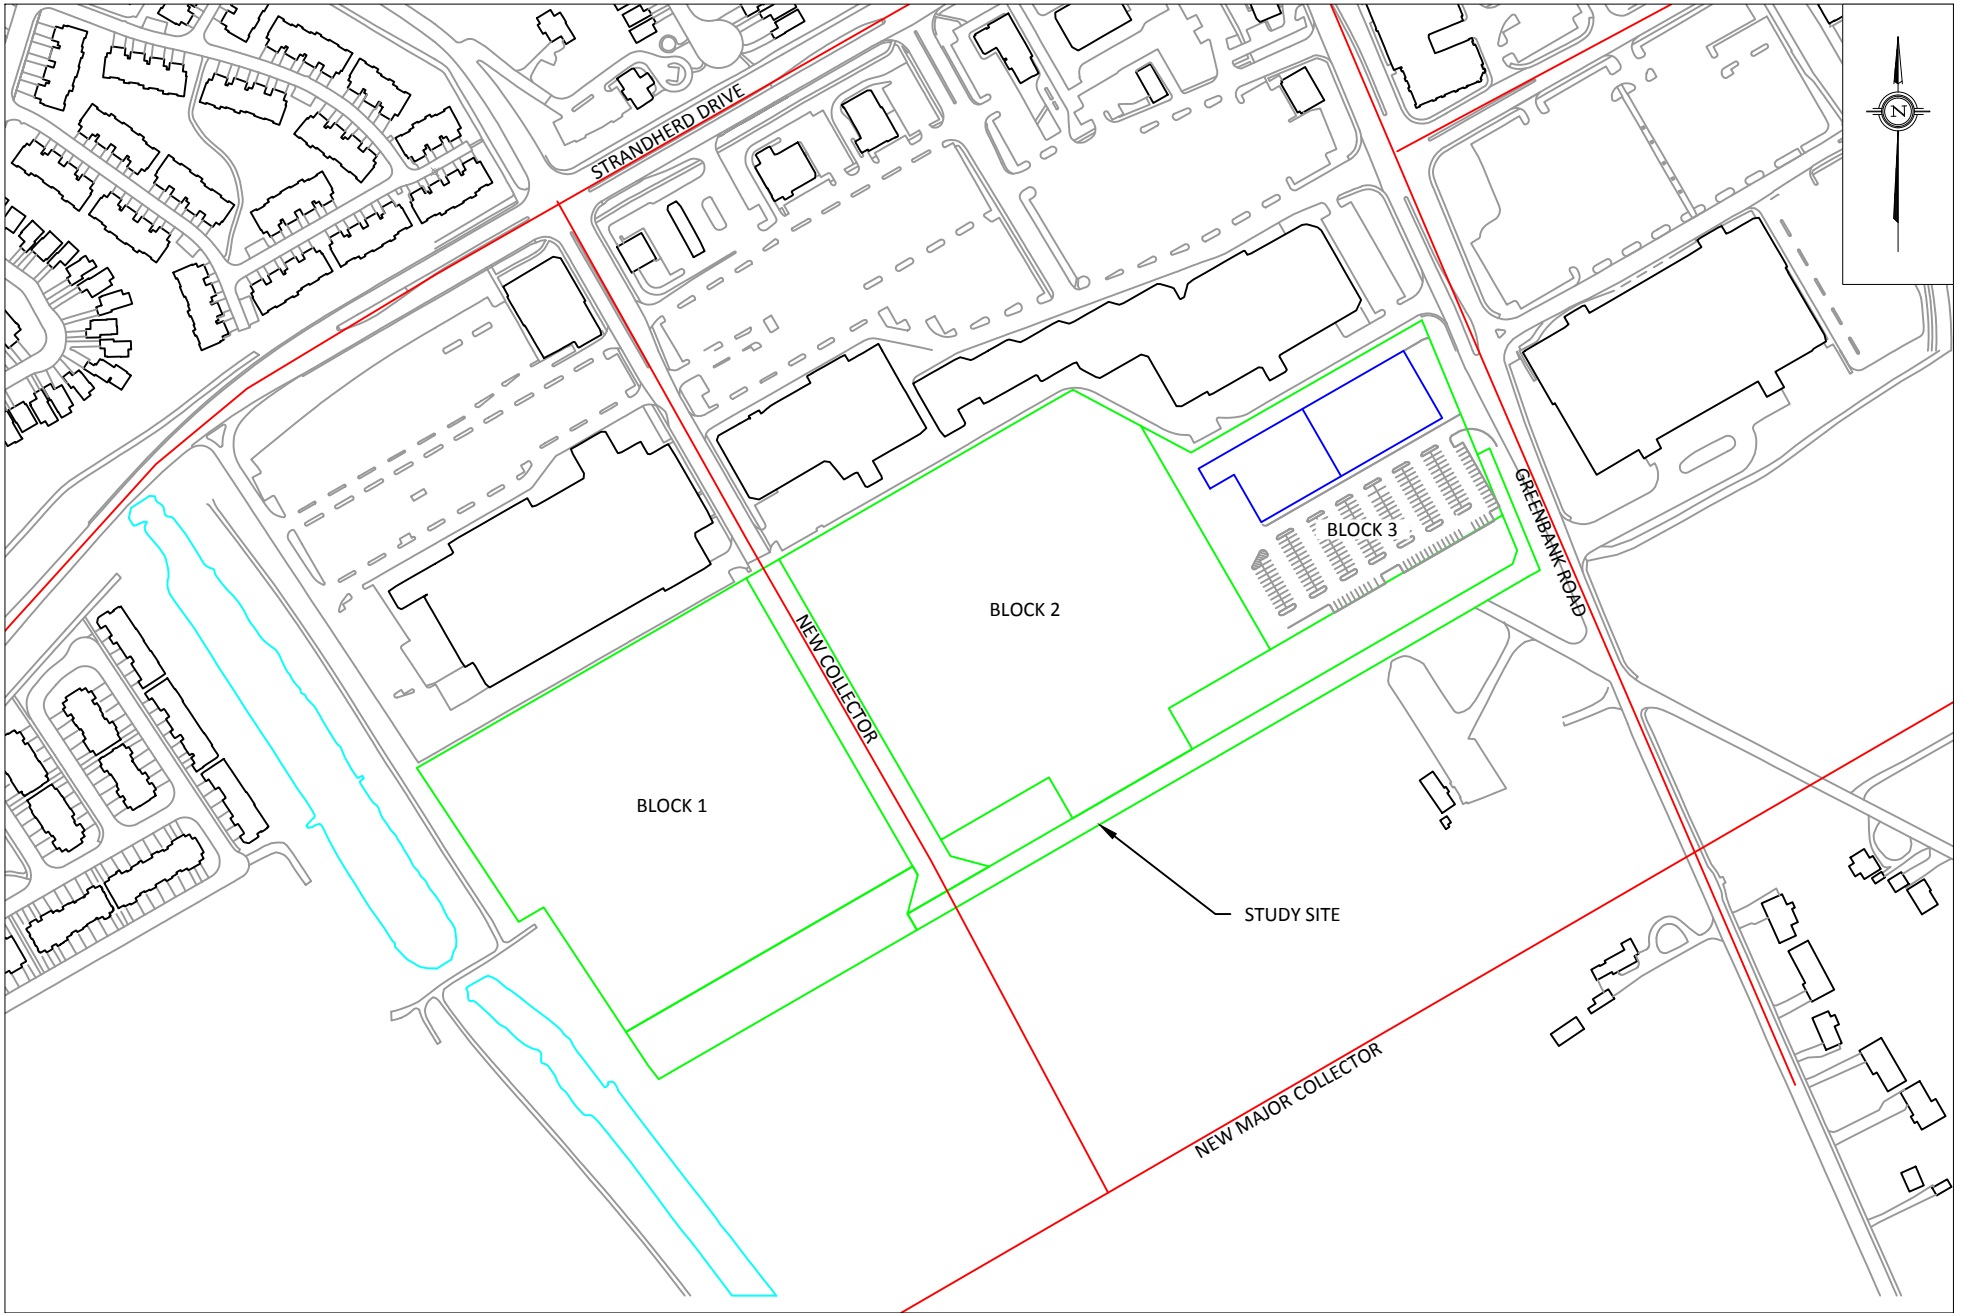 STRANDHERD DRIVE
N
GREENBANK ROAD
BLOCK 3
BLOCK 2
NEW COLLECTOR
BLOCK 1
STUDY SITE
NEW MAJOR COLLECTOR